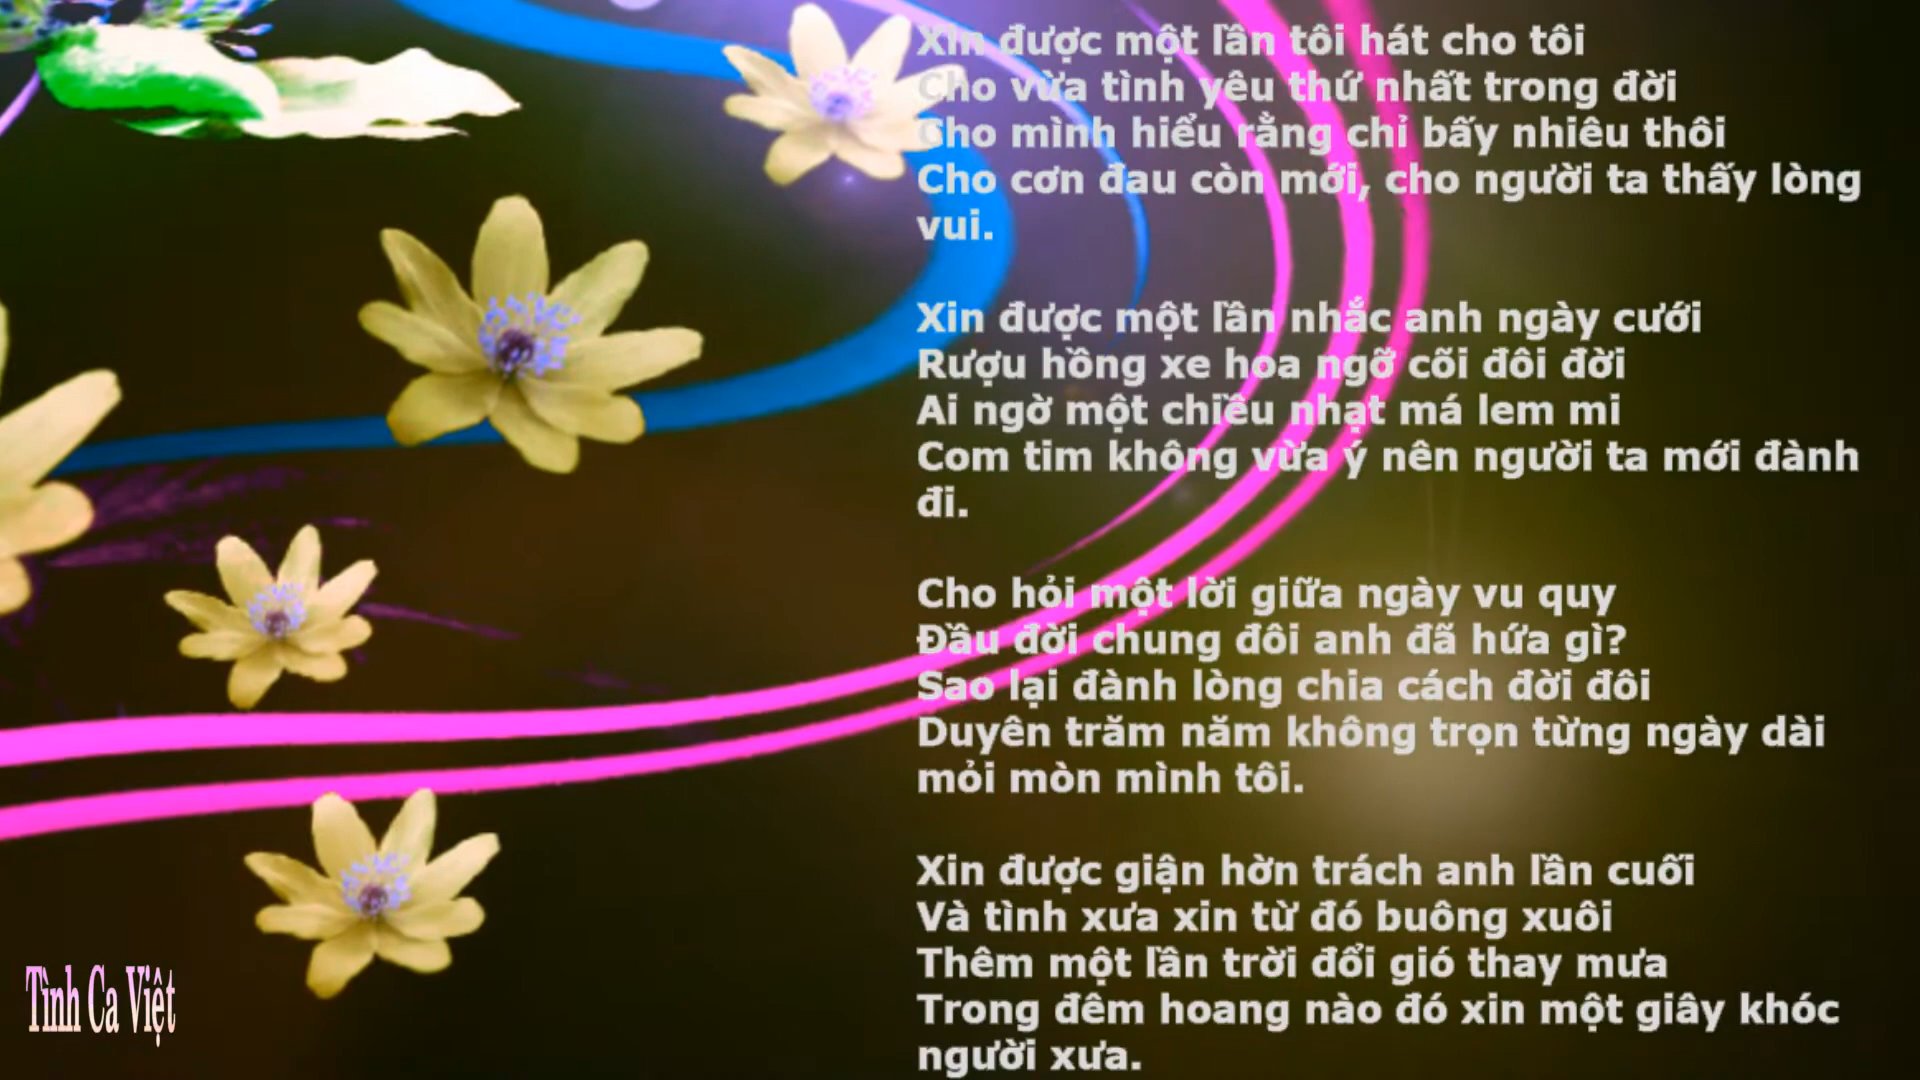 Xin được một lần tôi hát cho tôi
Cho vừa tình yêu thứ nhất trong đời
Cho mình hiểu rằng chỉ bấy nhiêu thôi
Cho cơn đau còn mới, cho người ta thấy lòng
vui.
Xin được một lần nhắc anh ngày cưới
Rượu hồng xe hoa ngỡ cõi đôi đời
Ai ngờ một chiều nhạt má lem mi
Com tim không vừa ý nên người ta mới đành
đi.
Cho hỏi một lời giữa ngày vu quy
Đầu đời chung đôi anh đã hứa gì?
Sao lại đành lòng chia cách đời đôi
Duyên trăm năm không trọn từng ngày dài
mỏi mòn mình tôi.
Xin được giận hờn trách anh lần cuối
Và tình xưa xin từ đó buông xuôi
Thêm một lần trời đổi gió thay mưa
Trong đêm hoang nào đó xin một giây khóc
người xưa.
Tình Ca Việt